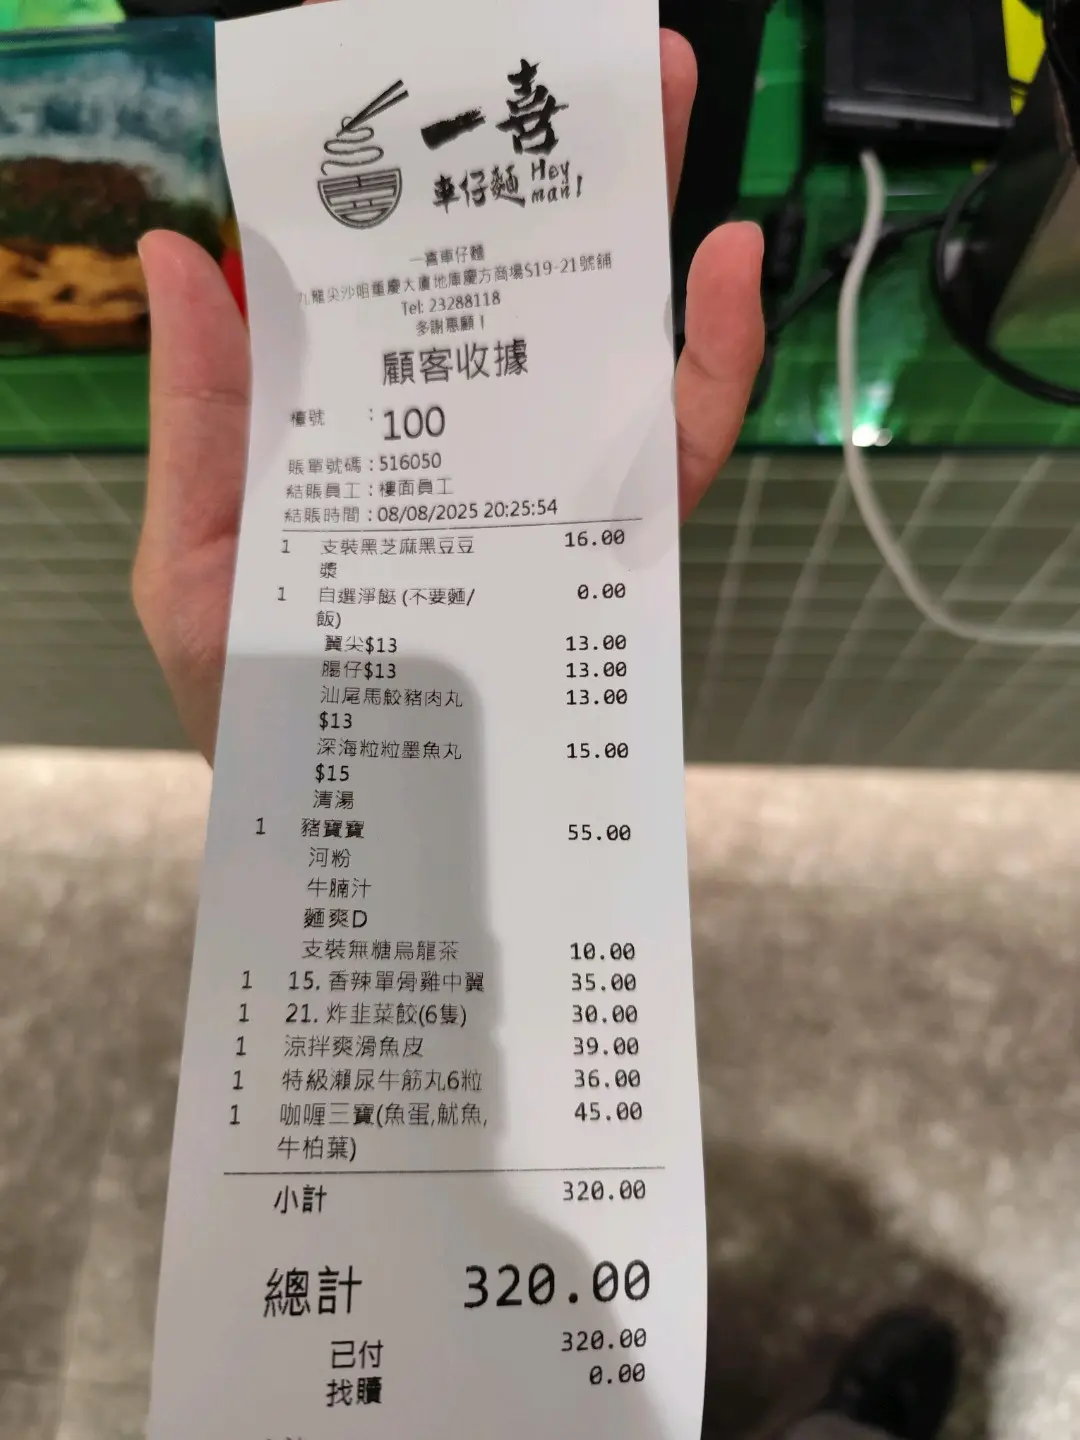 一喜
車仔麵 Hey man!
一喜車仔麵
九龍尖沙咀重慶大廈地庫慶方商場S19-21號舖
Tel: 23288118
多謝惠顧！
顧客收據
檯號 : 100
賬單號碼 : 516050
結賬員工 : 樓面員工
結賬時間 : 08/08/2025 20:25:54
1 支裝黑芝麻黑豆豆 16.00
漿
1 自選淨餸 (不要麵/ 0.00
飯)
翼尖$13 13.00
腸仔$13 13.00
汕尾馬鮫豬肉丸 13.00
$13
深海粒粒墨魚丸 15.00
$15
清湯
1 豬寶寶 55.00
河粉
牛腩汁
麵爽D
支裝無糖烏龍茶 10.00
1 15. 香辣單骨雞中翼 35.00
1 21. 炸韭菜餃(6隻) 30.00
1 涼拌爽滑魚皮 39.00
1 特級瀨尿牛筋丸6粒 36.00
1 咖喱三寶(魚蛋,魷魚, 45.00
牛柏葉)
小計 320.00
總計 320.00
已付 320.00
找贖 0.00